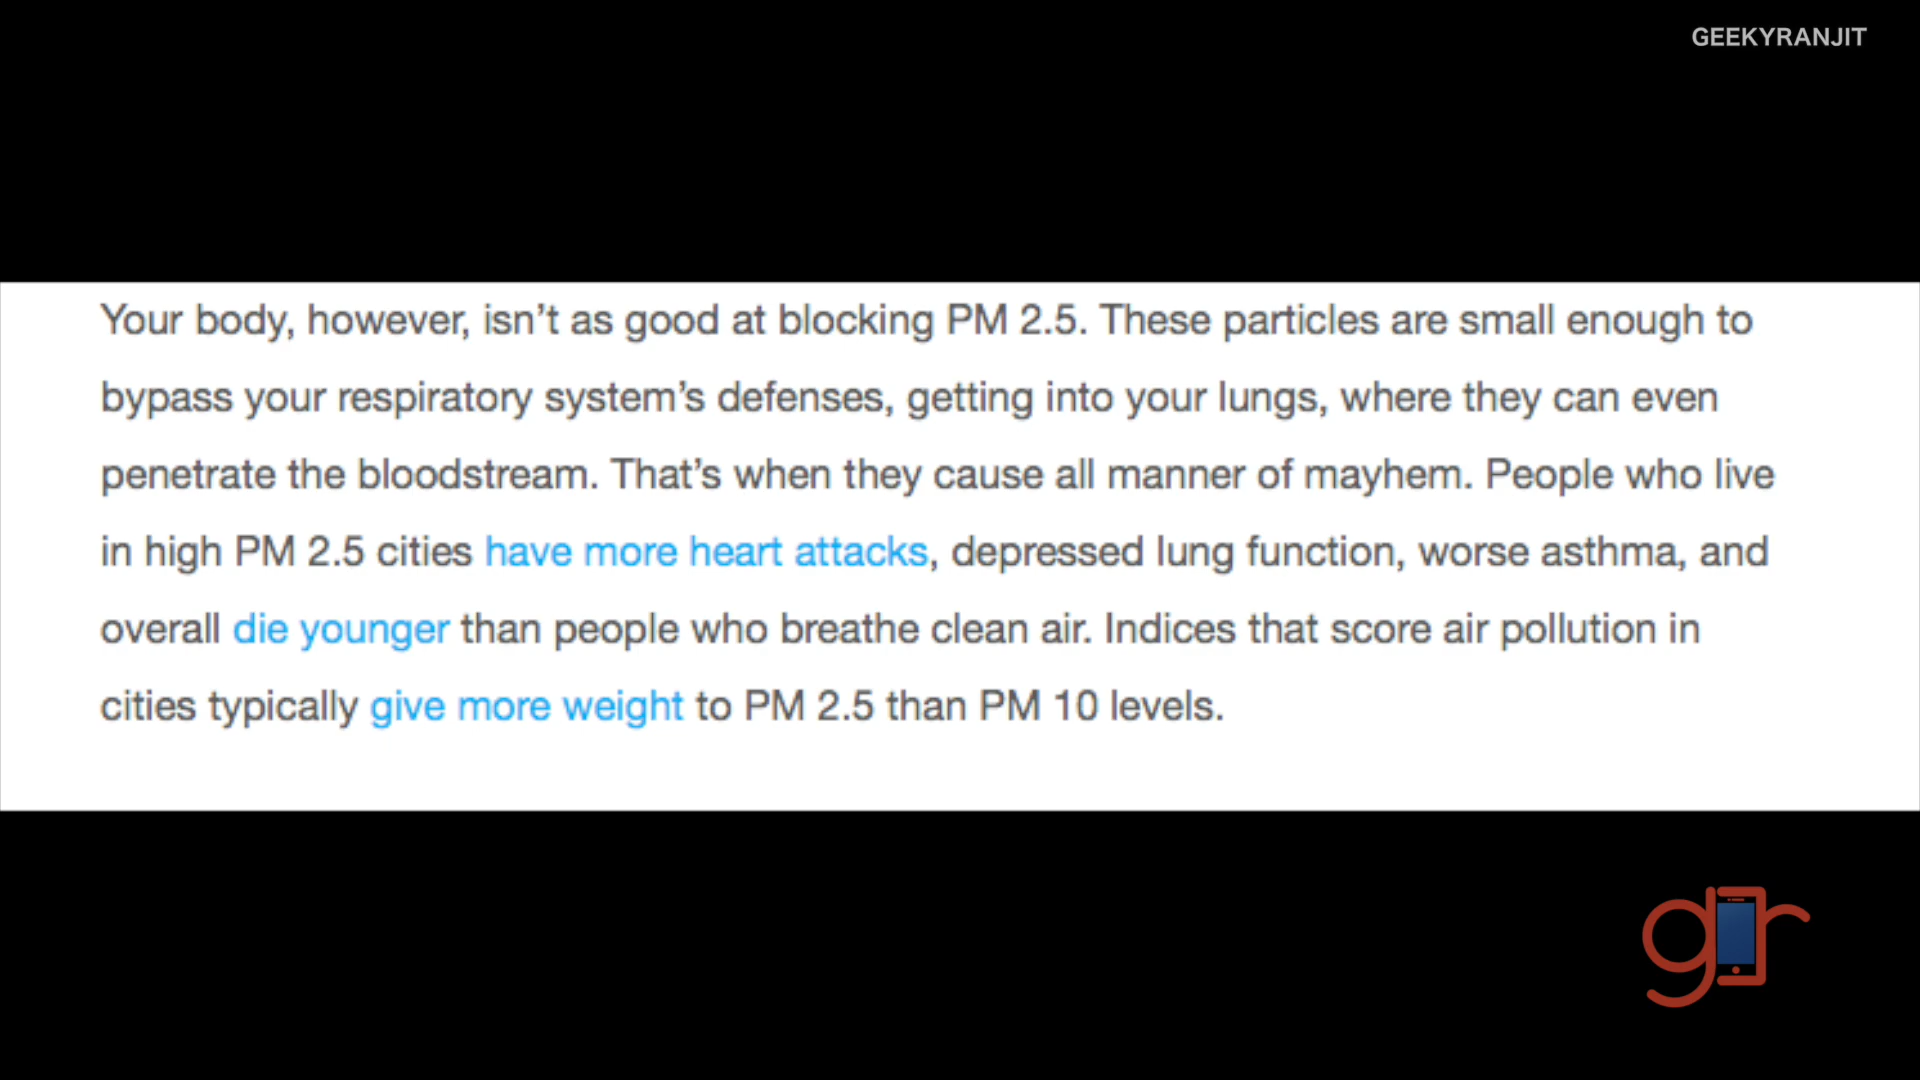 GEEKYRANJIT
Your body, however, isn’t as good at blocking PM 2.5. These particles are small enough to
bypass your respiratory system’s defenses, getting into your lungs, where they can even
penetrate the bloodstream. That’s when they cause all manner of mayhem. People who live
in high PM 2.5 cities have more heart attacks, depressed lung function, worse asthma, and
overall die younger than people who breathe clean air. Indices that score air pollution in
cities typically give more weight to PM 2.5 than PM 10 levels.
gr